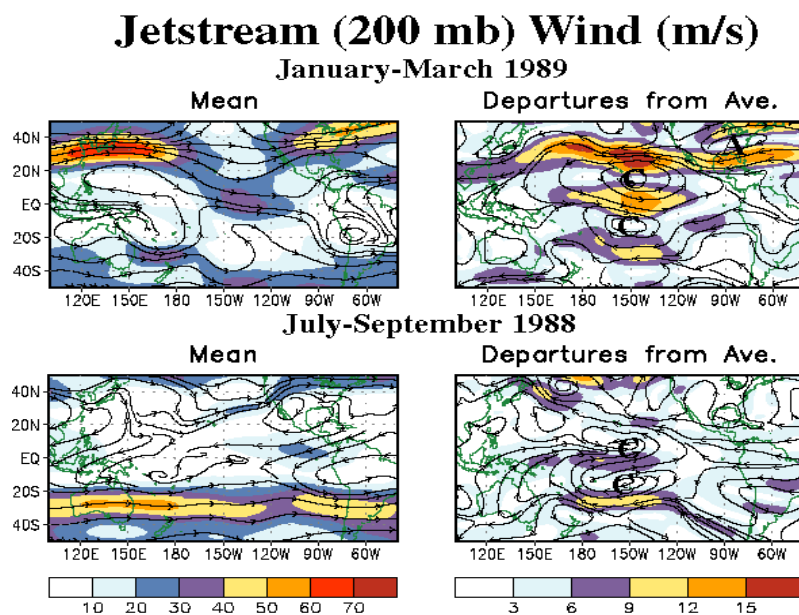 Jetstream (200 mb) Wind (m/s)
January-March 1989
Mean
Departures from Ave.
40N
20N
EQ
20S
40S
A
C
C
120E 150E 180 150W 120W 90W 60W
120E 150E 180 150W 120W 90W 60W
July-September 1988
Mean
Departures from Ave.
40N
20N
EQ
20S
40S
C
C
C
120E 150E 180 150W 120W 90W 60W
120E 150E 180 150W 120W 90W 60W
10 20 30 40 50 60 70
3 6 9 12 15